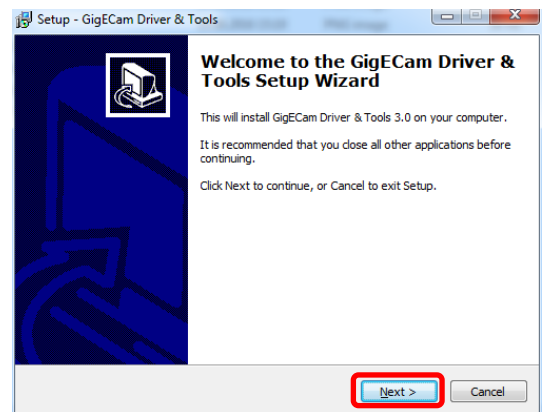 Setup - GigECam Driver & Tools
Welcome to the GigECam Driver &
Tools Setup Wizard
This will install GigECam Driver & Tools 3.0 on your computer.
It is recommended that you close all other applications before
continuing.
Click Next to continue, or Cancel to exit Setup.
Next >
Cancel